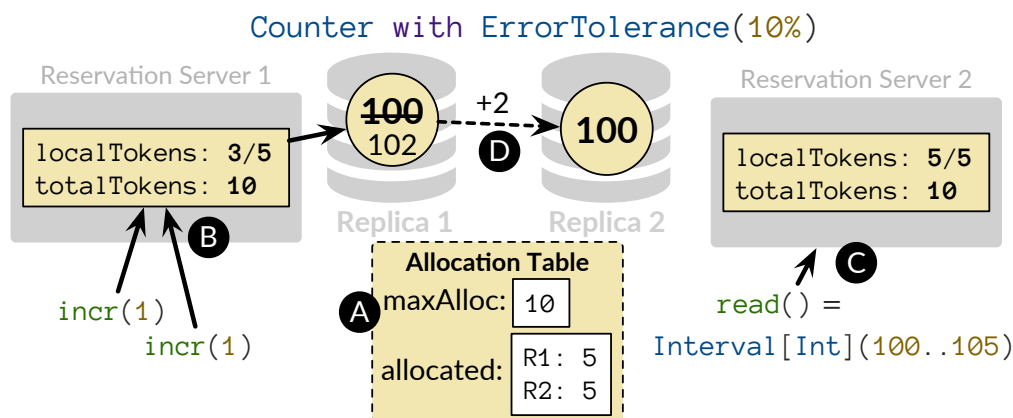 Counter with ErrorTolerance(10%)
Reservation Server 1
localTokens: 3/5
totalTokens: 10
B
incr(1)
incr(1)
100
102
Replica 1
+2
D
100
Replica 2
Allocation Table
A
maxAlloc: 10
allocated: R1: 5
R2: 5
Reservation Server 2
localTokens: 5/5
totalTokens: 10
C
read() =
Interval[Int](100..105)